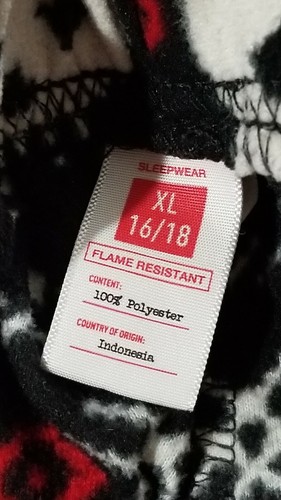 SLEEPWEAR
XL
16/18
FLAME RESISTANT
CONTENT:
100% Polyester
COUNTRY OF ORIGIN:
Indonesia